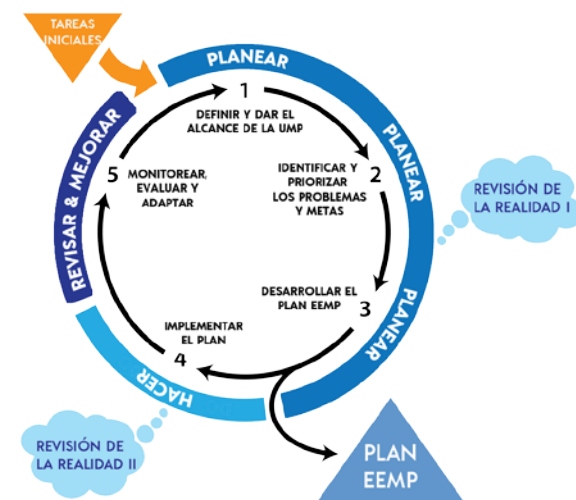 TAREAS
INICIALES
PLANEAR
1
DEFINIR Y DAR EL
ALCANCE DE LA UMP
PLANEAR
2
IDENTIFICAR Y
PRIORIZAR
LOS PROBLEMAS
Y METAS
REVISIÓN DE
LA REALIDAD I
PLANEAR
3
DESARROLLAR EL
PLAN EEMP
HACER
4
IMPLEMENTAR
EL PLAN
REVISIÓN DE
LA REALIDAD II
REVISAR & MEJORAR
5
MONITOREAR,
EVALUAR Y
ADAPTAR
PLAN
EEMP